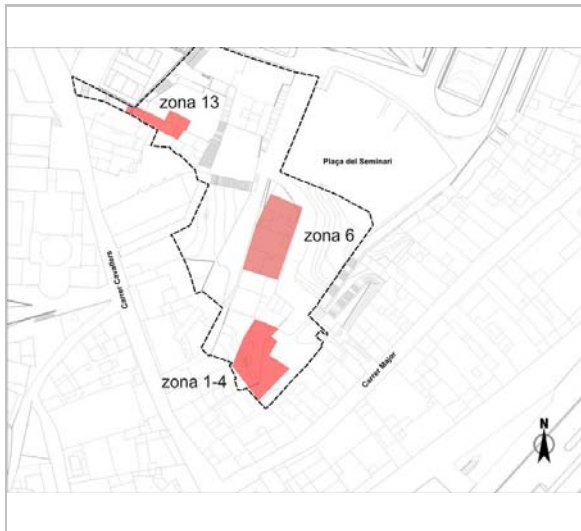 zona 13
Plaça del Seminari
zona 6
Carrer Cavallers
zona 1-4
Carrer Major
N